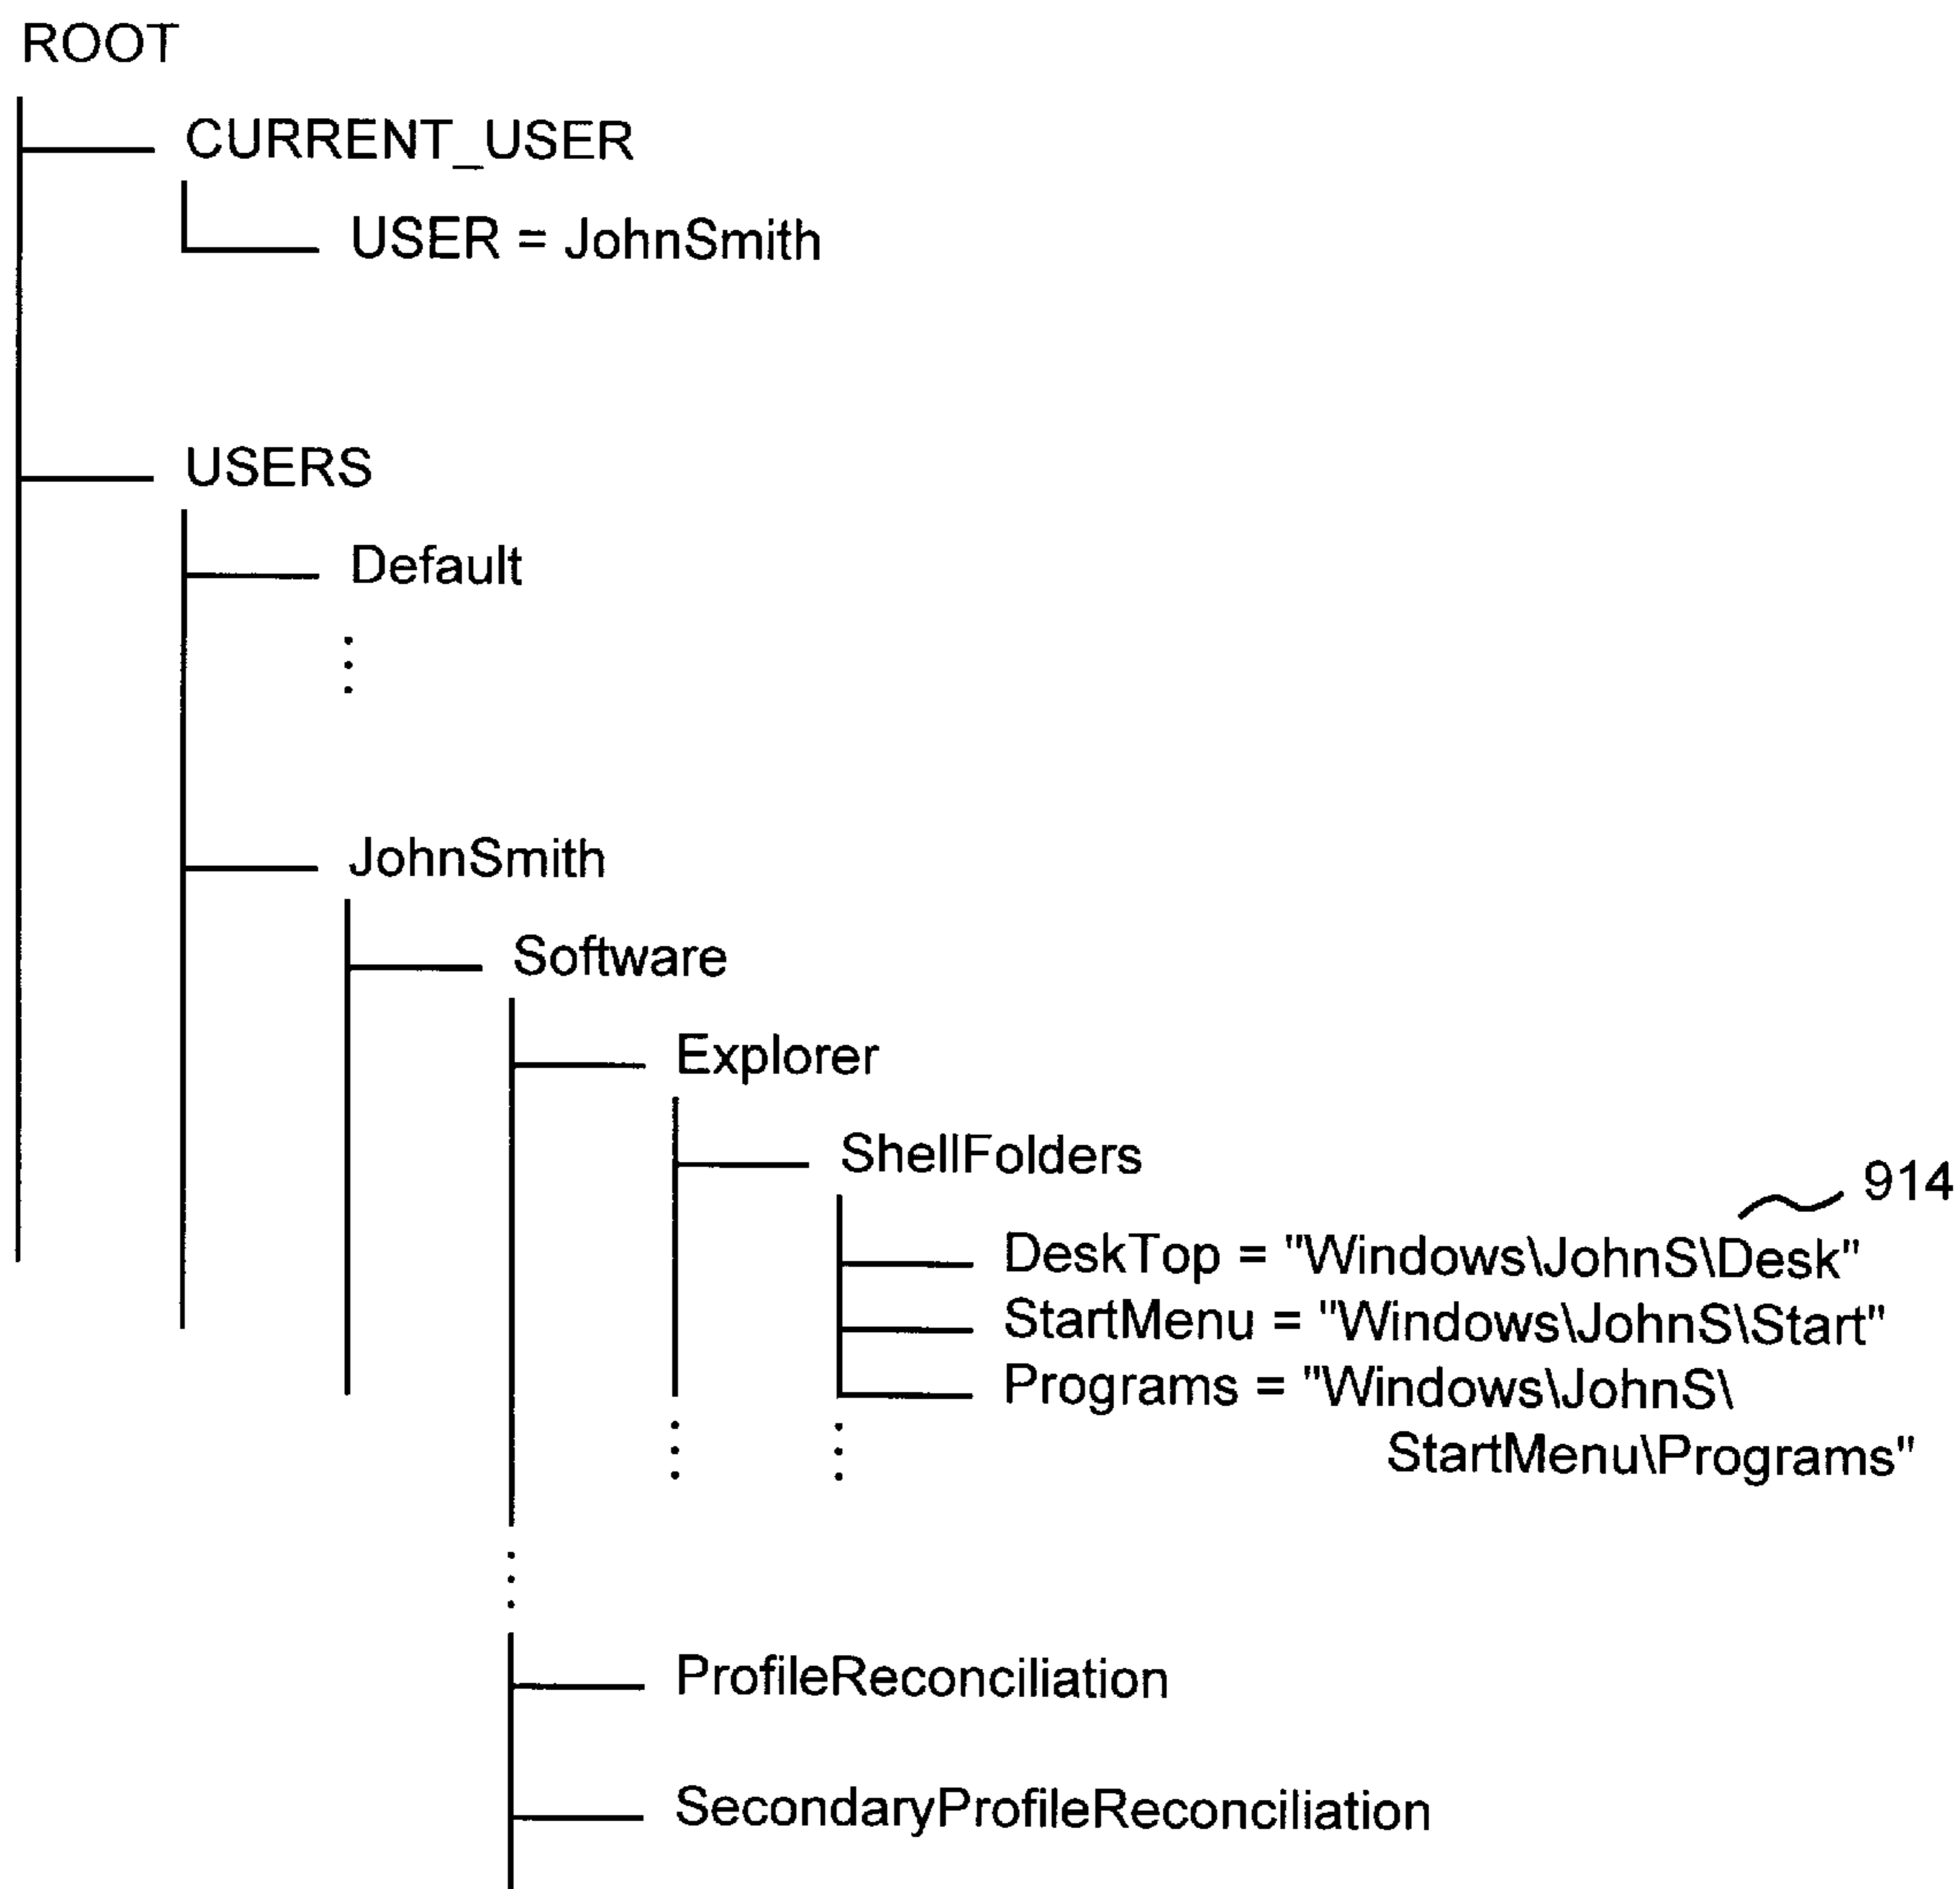 ROOT
CURRENT_USER
USER = JohnSmith
USERS
Default
JohnSmith
Software
Explorer
ShellFolders
914
DeskTop = "Windows\JohnS\Desk"
StartMenu = "Windows\JohnS\Start"
Programs = "Windows\JohnS\
StartMenu\Programs"
ProfileReconciliation
SecondaryProfileReconciliation